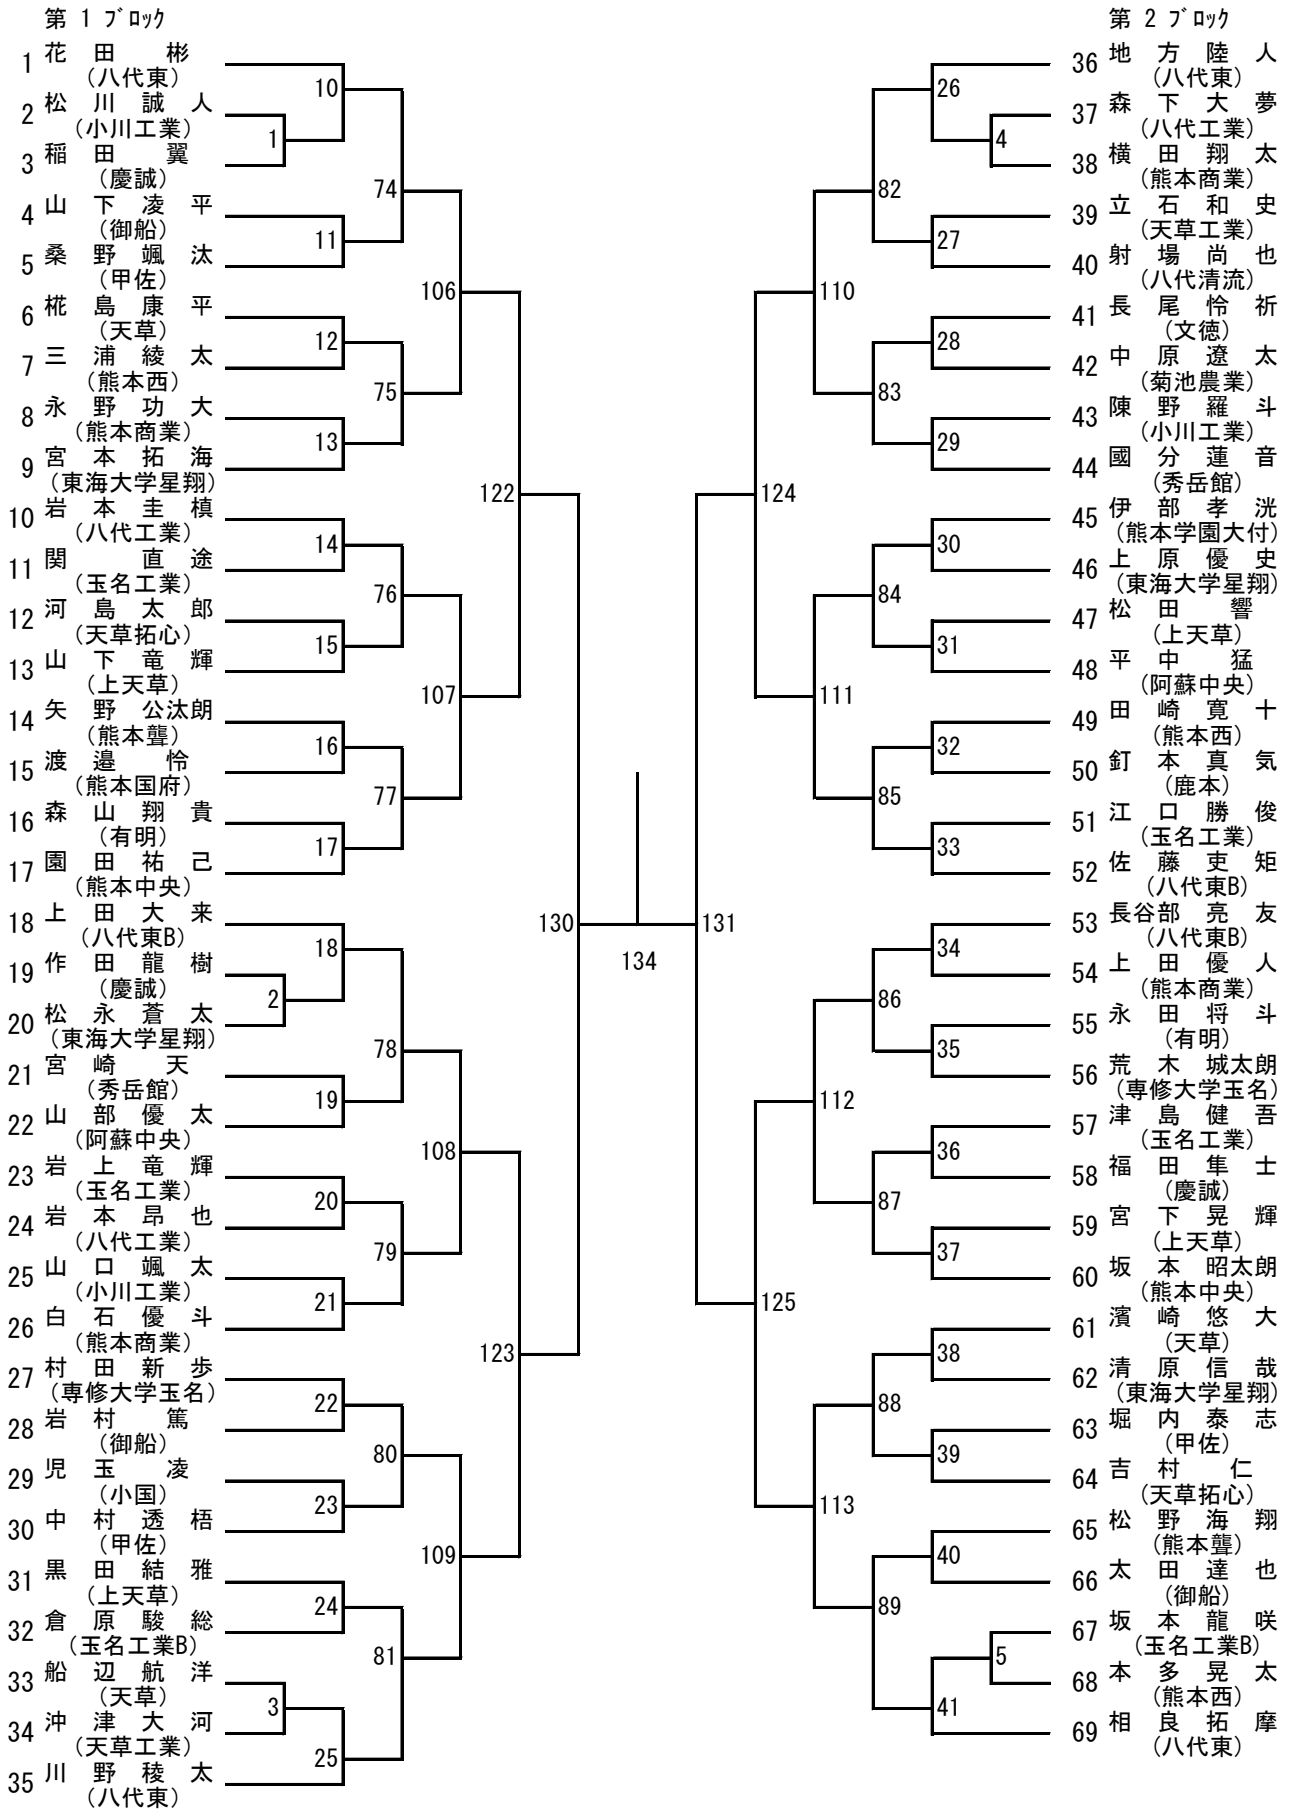 第 1 ブロック
1 花 田 彬
(八代東)
2 松 川 誠 人
(小川工業)
3 稲 田 翼
(慶誠)
4 山 下 凌 平
(御船)
5 桑 野 颯 汰
(甲佐)
6 椛 島 康 平
(天草)
7 三 浦 綾 太
(熊本西)
8 永 野 功 大
(熊本商業)
9 宮 本 拓 海
(東海大学星翔)
10 岩 本 圭 槙
(八代工業)
11 関 直 途
(玉名工業)
12 河 島 太 郎
(天草拓心)
13 山 下 竜 輝
(上天草)
14 矢 野 公汰朗
(熊本聾)
15 渡 邉 怜
(熊本国府)
16 森 山 翔 貴
(有明)
17 園 田 祐 己
(熊本中央)
18 上 田 大 来
(八代東B)
19 作 田 龍 樹
(慶誠)
20 松 永 蒼 太
(東海大学星翔)
21 宮 崎 天
(秀岳館)
22 山 部 優 太
(阿蘇中央)
23 岩 上 竜 輝
(玉名工業)
24 岩 本 昂 也
(八代工業)
25 山 口 颯 太
(小川工業)
26 白 石 優 斗
(熊本商業)
27 村 田 新 歩
(専修大学玉名)
28 岩 村 篤
(御船)
29 児 玉 凌
(小国)
30 中 村 透 梧
(甲佐)
31 黒 田 結 雅
(上天草)
32 倉 原 駿 総
(玉名工業B)
33 船 辺 航 洋
(天草)
34 沖 津 大 河
(天草工業)
35 川 野 稜 太
(八代東)
1
2
3
10
11
12
13
14
15
16
17
18
19
20
21
22
23
24
25
74
75
76
77
78
79
80
81
106
107
108
109
122
123
130
134
131
124
125
110
111
112
113
82
83
84
85
86
87
88
89
26
27
28
29
30
31
32
33
34
35
36
37
38
39
40
41
4
5
第 2 ブロック
36 地 方 陸 人
(八代東)
37 森 下 大 夢
(八代工業)
38 横 田 翔 太
(熊本商業)
39 立 石 和 史
(天草工業)
40 射 場 尚 也
(八代清流)
41 長 尾 怜 祈
(文徳)
42 中 原 遼 太
(菊池農業)
43 陳 野 羅 斗
(小川工業)
44 國 分 蓮 音
(秀岳館)
45 伊 部 孝 洸
(熊本学園大付)
46 上 原 優 史
(東海大学星翔)
47 松 田 響
(上天草)
48 平 中 猛
(阿蘇中央)
49 田 崎 寛 十
(熊本西)
50 釘 本 真 気
(鹿本)
51 江 口 勝 俊
(玉名工業)
52 佐 藤 吏 矩
(八代東B)
53 長谷部 亮 友
(八代東B)
54 上 田 優 人
(熊本商業)
55 永 田 将 斗
(有明)
56 荒 木 城太朗
(専修大学玉名)
57 津 島 健 吾
(玉名工業)
58 福 田 隼 士
(慶誠)
59 宮 下 晃 輝
(上天草)
60 坂 本 昭太朗
(熊本中央)
61 濱 崎 悠 大
(天草)
62 清 原 信 哉
(東海大学星翔)
63 堀 内 泰 志
(甲佐)
64 吉 村 仁
(天草拓心)
65 松 野 海 翔
(熊本聾)
66 太 田 達 也
(御船)
67 坂 本 龍 咲
(玉名工業B)
68 本 多 晃 太
(熊本西)
69 相 良 拓 摩
(八代東)